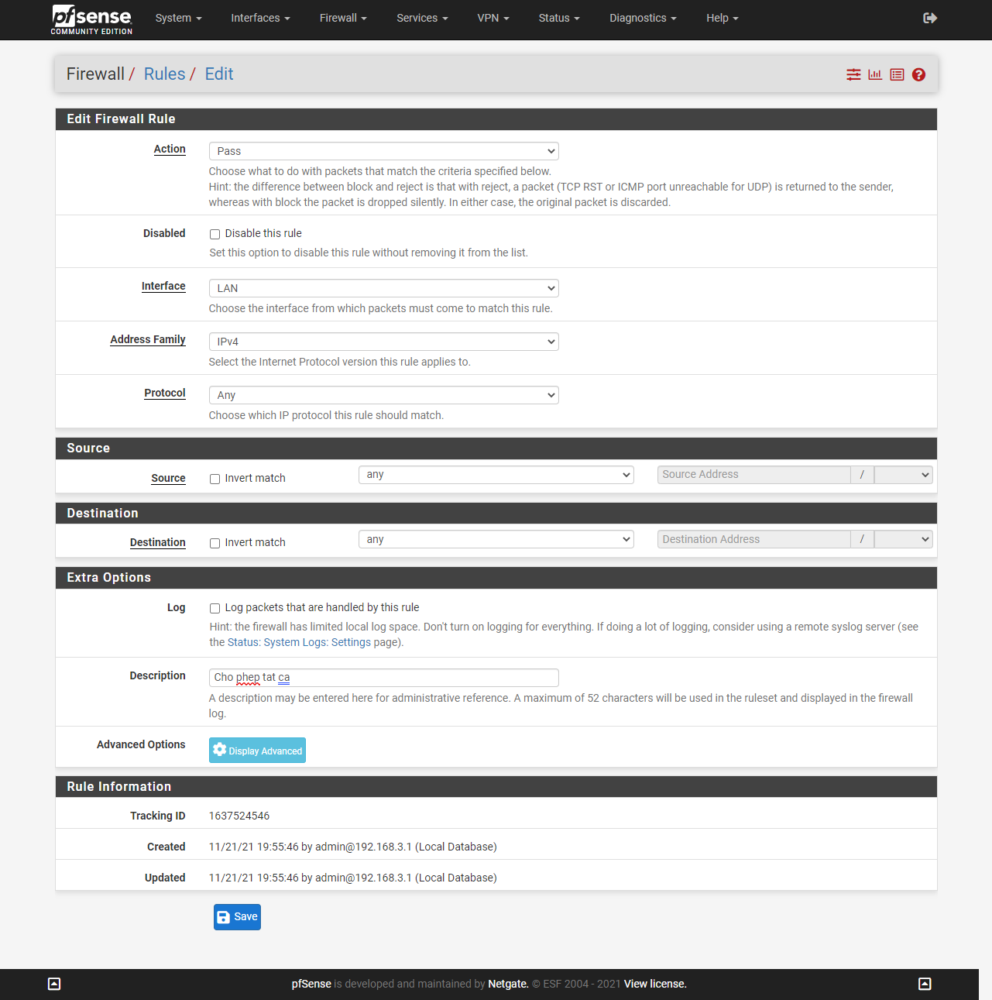 pfsense
COMMUNITY EDITION
System Interfaces Firewall Services VPN Status Diagnostics Help
Firewall / Rules / Edit
Edit Firewall Rule
Action Pass
Choose what to do with packets that match the criteria specified below.
Hint: the difference between block and reject is that with reject, a packet (TCP RST or ICMP port unreachable for UDP) is returned to the sender,
whereas with block the packet is dropped silently. In either case, the original packet is discarded.
Disabled Disable this rule
Set this option to disable this rule without removing it from the list.
Interface LAN
Choose the interface from which packets must come to match this rule.
Address Family IPv4
Select the Internet Protocol version this rule applies to.
Protocol Any
Choose which IP protocol this rule should match.
Source
Source Invert match any Source Address /
Destination
Destination Invert match any Destination Address /
Extra Options
Log Log packets that are handled by this rule
Hint: the firewall has limited local log space. Don't turn on logging for everything. If doing a lot of logging, consider using a remote syslog server (see
the Status: System Logs: Settings page).
Description Cho phep tat ca
A description may be entered here for administrative reference. A maximum of 52 characters will be used in the ruleset and displayed in the firewall
log.
Advanced Options Display Advanced
Rule Information
Tracking ID 1637524546
Created 11/21/21 19:55:46 by admin@192.168.3.1 (Local Database)
Updated 11/21/21 19:55:46 by admin@192.168.3.1 (Local Database)
Save
pfSense is developed and maintained by Netgate. © ESF 2004 - 2021 View license.